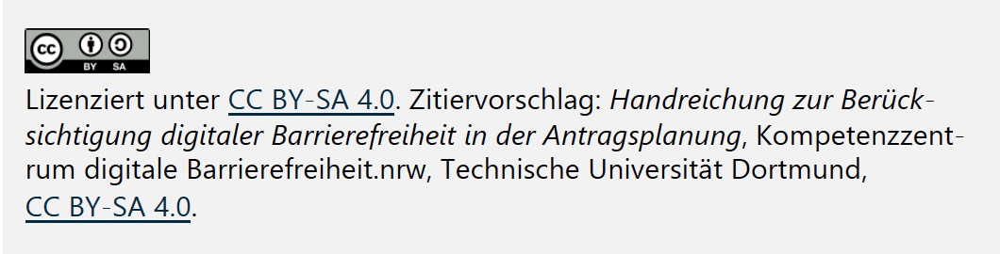 cc
BY SA
Lizenziert unter CC BY-SA 4.0. Zitiervorschlag: Handreichung zur Berück-
sichtigung digitaler Barrierefreiheit in der Antragsplanung, Kompetenzzent-
rum digitale Barrierefreiheit.nrw, Technische Universität Dortmund,
CC BY-SA 4.0.